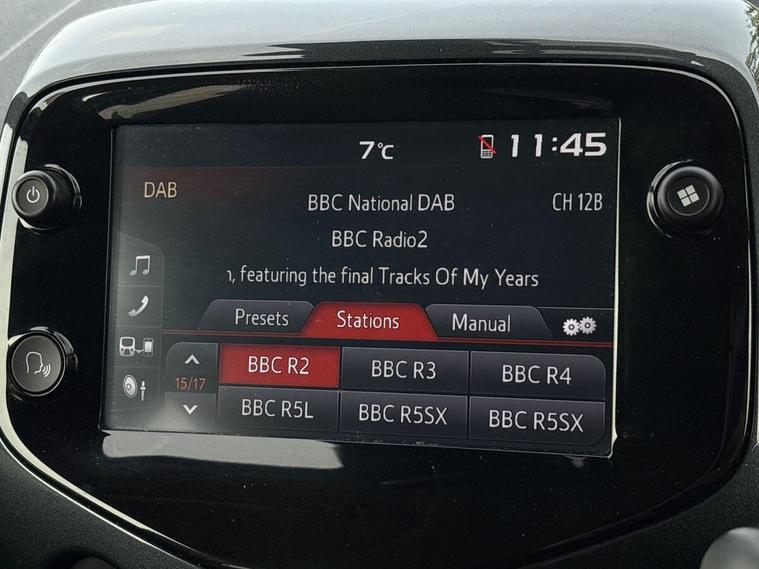 7°C 11:45
DAB
BBC National DAB CH 12B
BBC Radio2
, featuring the final Tracks Of My Years
Presets Stations Manual
15/17
BBC R2 BBC R3 BBC R4
BBC R5L BBC R5SX BBC R5SX